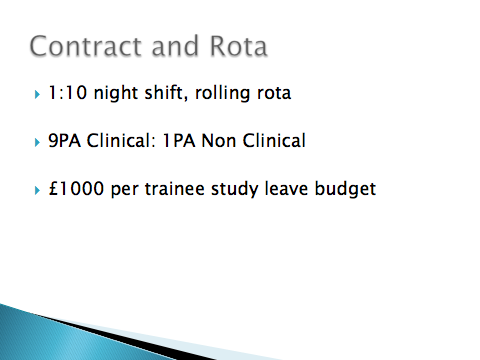 Contract and Rota
1:10 night shift, rolling rota
9PA Clinical: 1PA Non Clinical
£1000 per trainee study leave budget